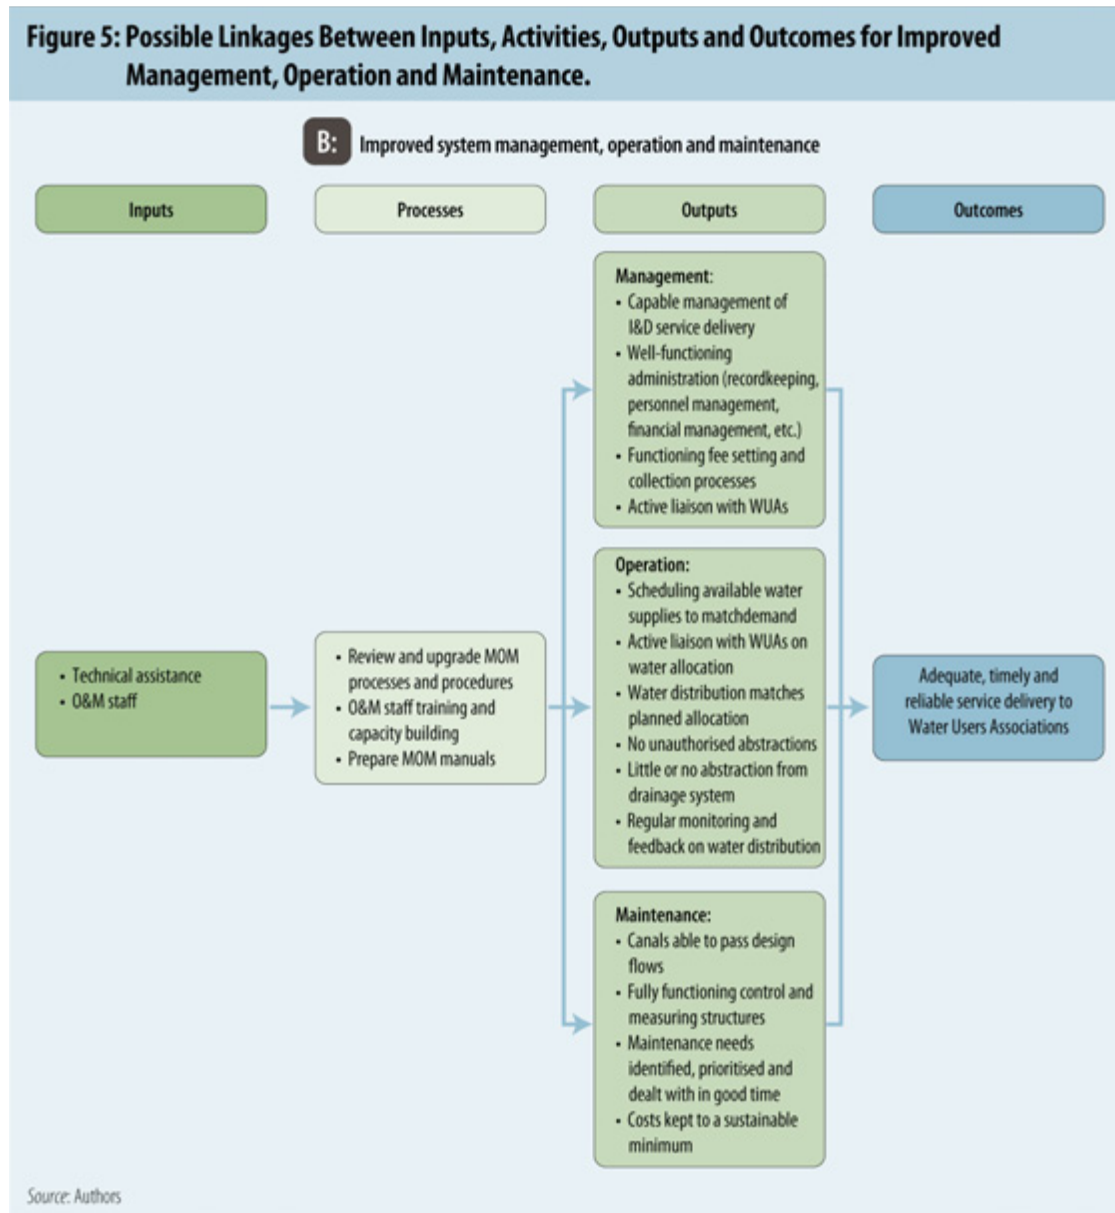 Figure 5: Possible Linkages Between Inputs, Activities, Outputs and Outcomes for Improved
Management, Operation and Maintenance.
B: Improved system management, operation and maintenance
Inputs
Processes
Outputs
Outcomes
• Technical assistance
• O&M staff
• Review and upgrade MOM
processes and procedures
• O&M staff training and
capacity building
• Prepare MOM manuals
Management:
• Capable management of
I&D service delivery
• Well-functioning
administration (recordkeeping,
personnel management,
financial management, etc.)
• Functioning fee setting and
collection processes
• Active liaison with WUAs
Operation:
• Scheduling available water
supplies to matchdemand
• Active liaison with WUAs on
water allocation
• Water distribution matches
planned allocation
• No unauthorised abstractions
• Little or no abstraction from
drainage system
• Regular monitoring and
feedback on water distribution
Maintenance:
• Canals able to pass design
flows
• Fully functioning control and
measuring structures
• Maintenance needs
identified, prioritised and
dealt with in good time
• Costs kept to a sustainable
minimum
Adequate, timely and
reliable service delivery to
Water Users Associations
Source: Authors